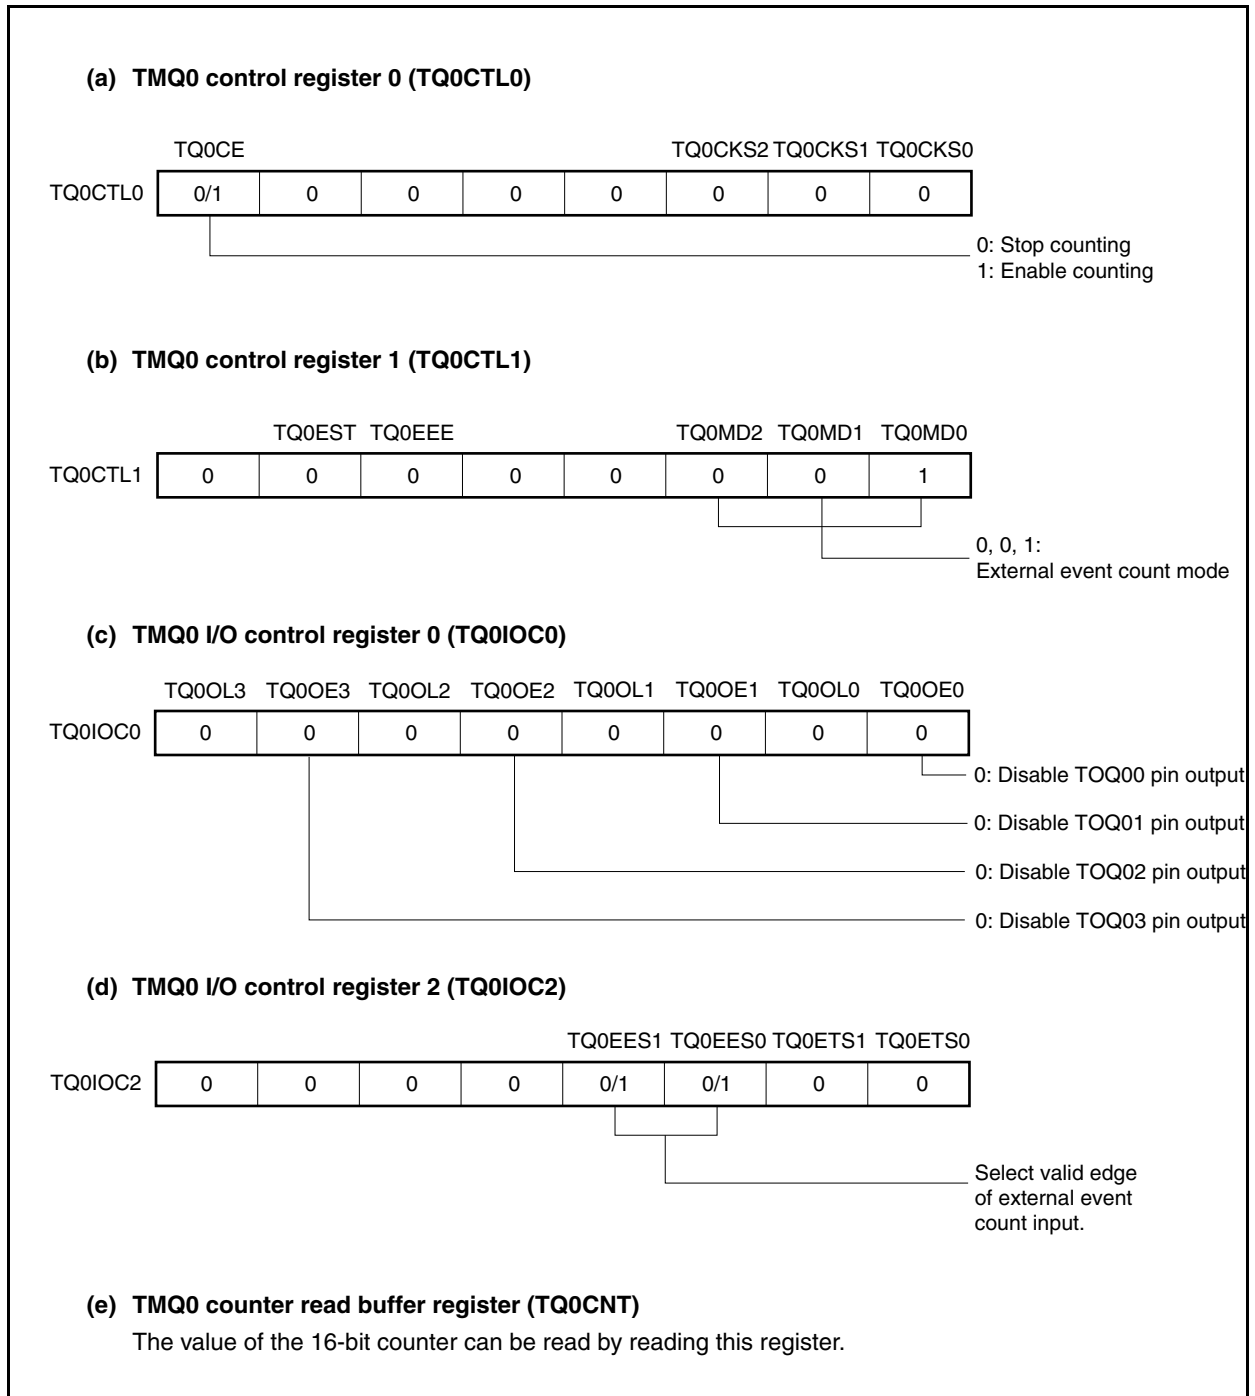 (a) TMQ0 control register 0 (TQ0CTL0)
TQ0CE TQ0CKS2 TQ0CKS1 TQ0CKS0
TQ0CTL0 0/1 0 0 0 0 0 0 0
0: Stop counting
1: Enable counting
(b) TMQ0 control register 1 (TQ0CTL1)
TQ0EST TQ0EEE TQ0MD2 TQ0MD1 TQ0MD0
TQ0CTL1 0 0 0 0 0 0 0 1
0, 0, 1:
External event count mode
(c) TMQ0 I/O control register 0 (TQ0IOC0)
TQ0OL3 TQ0OE3 TQ0OL2 TQ0OE2 TQ0OL1 TQ0OE1 TQ0OL0 TQ0OE0
TQ0IOC0 0 0 0 0 0 0 0 0
0: Disable TOQ00 pin output
0: Disable TOQ01 pin output
0: Disable TOQ02 pin output
0: Disable TOQ03 pin output
(d) TMQ0 I/O control register 2 (TQ0IOC2)
TQ0EES1 TQ0EES0 TQ0ETS1 TQ0ETS0
TQ0IOC2 0 0 0 0 0/1 0/1 0 0
Select valid edge
of external event
count input.
(e) TMQ0 counter read buffer register (TQ0CNT)
The value of the 16-bit counter can be read by reading this register.